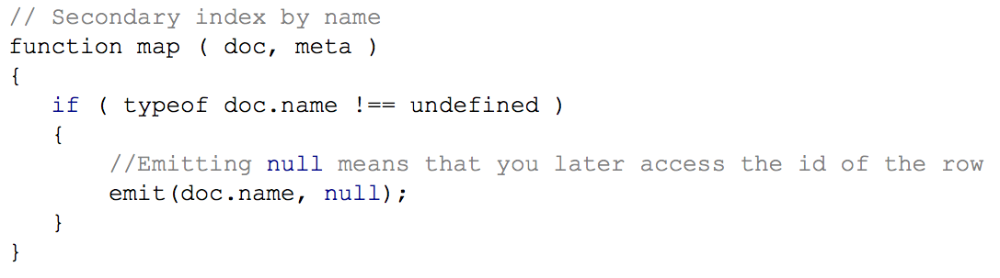 // Secondary index by name
function map ( doc, meta )
{
   if ( typeof doc.name !== undefined )
   {
       //Emitting null means that you later access the id of the row
       emit(doc.name, null);
   }
}